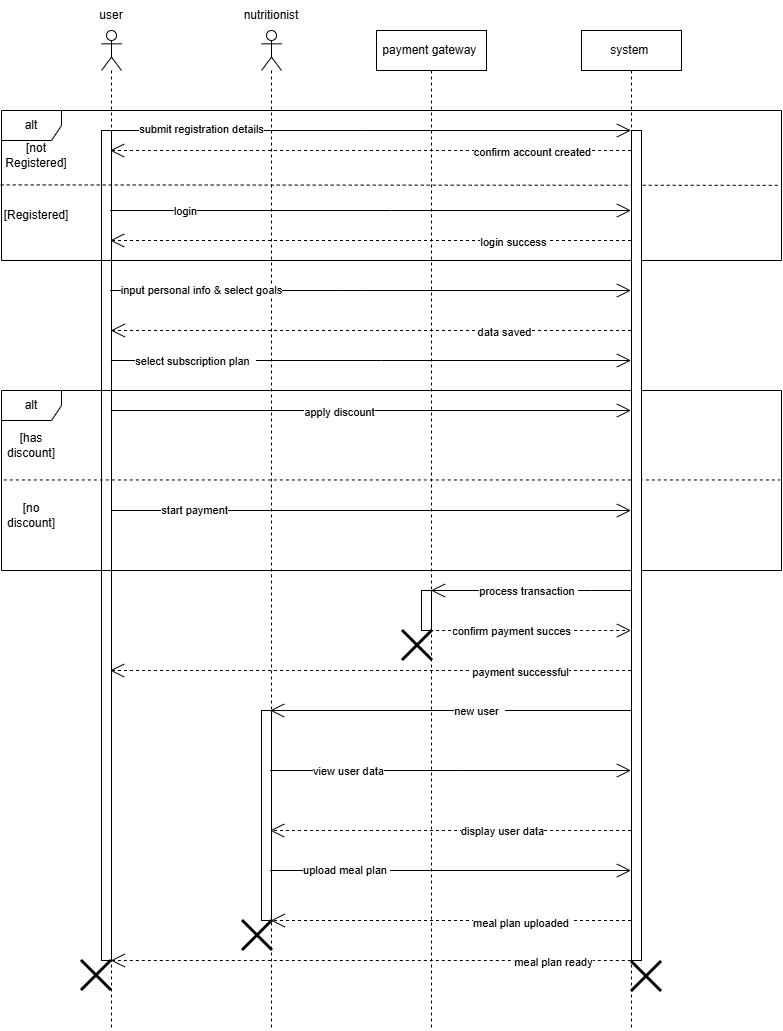 user
nutritionist
payment gateway
system
alt
submit registration details
[not
Registered]
confirm account created
[Registered]
login
login success
input personal info & select goals
data saved
select subscription plan
alt
apply discount
[has
discount]
[no
discount]
start payment
process transaction
confirm payment succes
payment successful
new user
view user data
display user data
upload meal plan
meal plan uploaded
meal plan ready